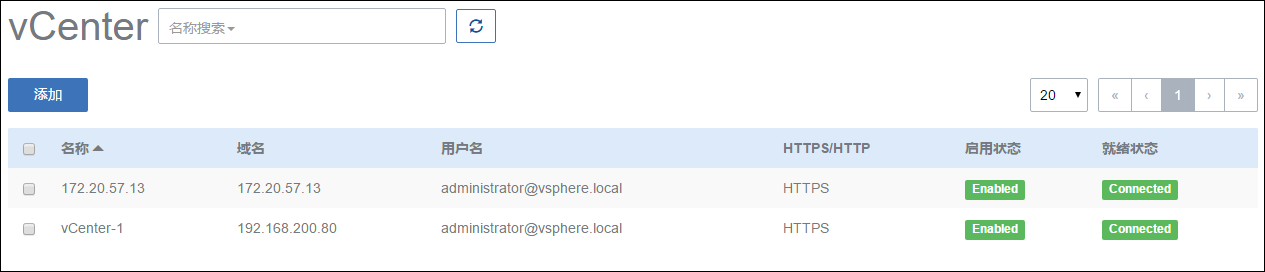 vCenter 名称搜索
添加 20 « ‹ 1 › »
名称 域名 用户名 HTTPS/HTTP 启用状态 就绪状态
172.20.57.13 172.20.57.13 administrator@vsphere.local HTTPS Enabled Connected
vCenter-1 192.168.200.80 administrator@vsphere.local HTTPS Enabled Connected